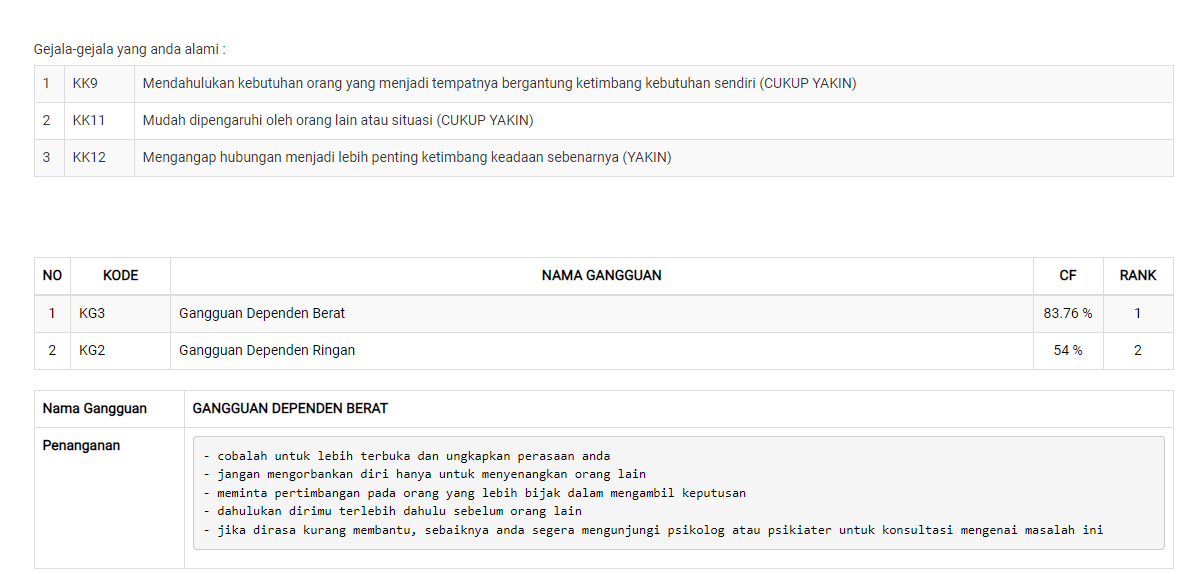 Gejala-gejala yang anda alami :
1 KK9 Mendahulukan kebutuhan orang yang menjadi tempatnya bergantung ketimbang kebutuhan sendiri (CUKUP YAKIN)
2 KK11 Mudah dipengaruhi oleh orang lain atau situasi (CUKUP YAKIN)
3 KK12 Mengangap hubungan menjadi lebih penting ketimbang keadaan sebenarnya (YAKIN)
NO KODE NAMA GANGGUAN CF RANK
1 KG3 Gangguan Dependen Berat 83.76 % 1
2 KG2 Gangguan Dependen Ringan 54 % 2
Nama Gangguan GANGGUAN DEPENDEN BERAT
Penanganan
- cobalah untuk lebih terbuka dan ungkapkan perasaan anda
- jangan mengorbankan diri hanya untuk menyenangkan orang lain
- meminta pertimbangan pada orang yang lebih bijak dalam mengambil keputusan
- dahulukan dirimu terlebih dahulu sebelum orang lain
- jika dirasa kurang membantu, sebaiknya anda segera mengunjungi psikolog atau psikiater untuk konsultasi mengenai masalah ini